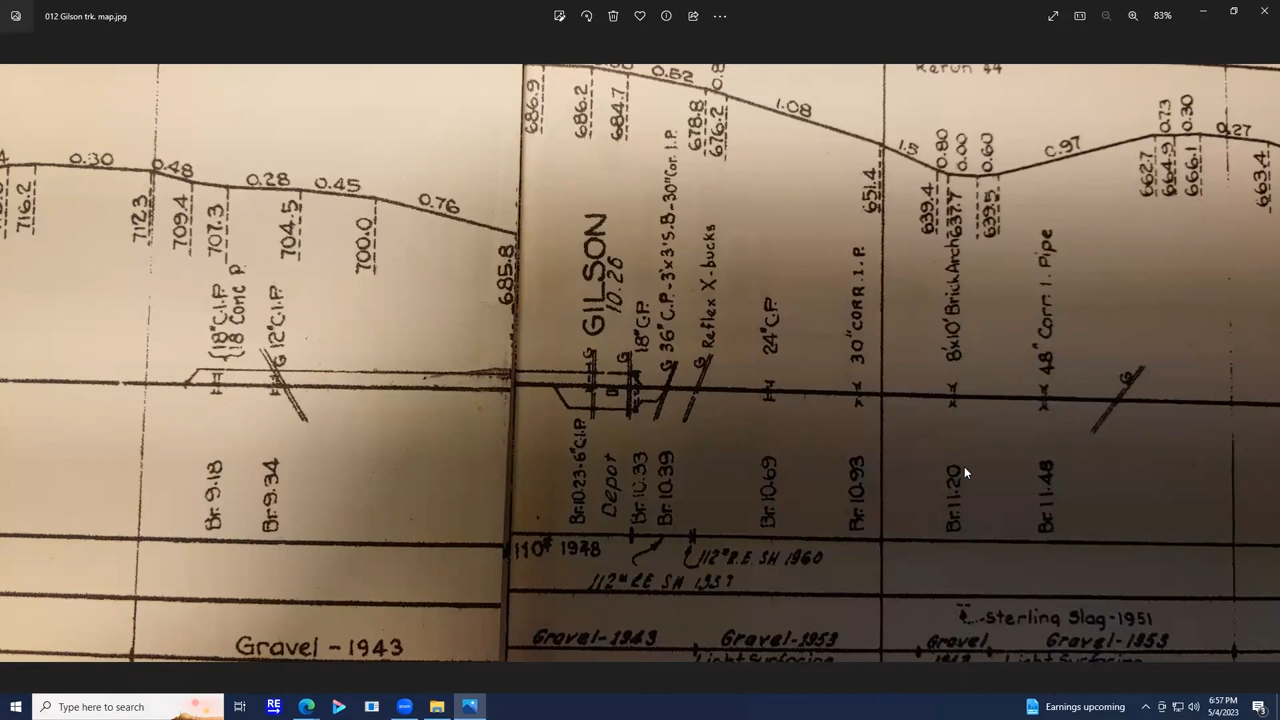 012 Gilson trk. map.jpg
83%
0.30
0.48
0.28
0.45
0.76
0.52
1.08
1.5
0.80
0.00
0.60
0.97
0.73
0.30
0.27
716.2
712.3
709.4
707.3
704.5
700.0
685.8
686.9
686.2
684.7
678.8
676.2
651.4
639.4
637.7
639.5
662.7
664.9
666.1
663.4
{18" C.I.P
{18 Conc P
12" C.I.P
GILSON
10.26
18" C.P.
36" C.P.-3'x3'S.B-30" Cor. I.P.
Reflex X-bucks
24" C.P.
30" CORR. I. P.
8x10' Brick Arch
48" Corr. I. Pipe
G
G
G
G
G
G
Br. 9.18
Br. 9.34
Br. 10.23-6" C.I.P
Depot
Br. 10.33
Br. 10.39
Br. 10.69
Br. 10.93
Br. 11.20
Br. 11.48
110# 1928
112# R.E. SH 1960
112# R.E. SH
sterling Slag-1951
Gravel-1943
Gravel-1943
Gravel-1953
Gravel
Gravel-1953
Light Surfacing
Light Surfacing
Type here to search
RE
Earnings upcoming
6:57 PM
5/4/2023
3